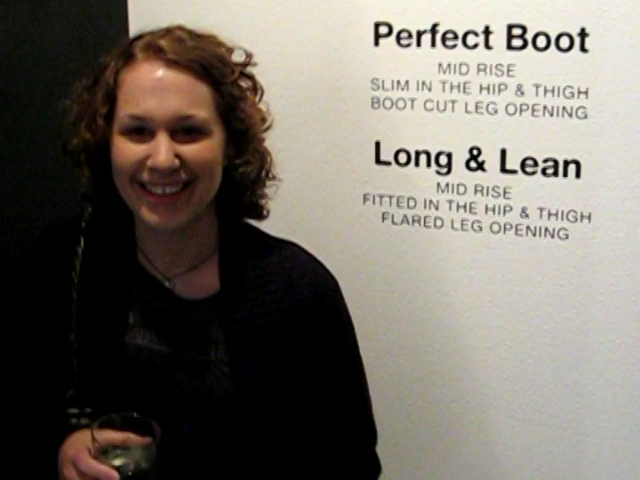 Perfect Boot
MID RISE
SLIM IN THE HIP & THIGH
BOOT CUT LEG OPENING
Long & Lean
MID RISE
FITTED IN THE HIP & THIGH
FLARED LEG OPENING